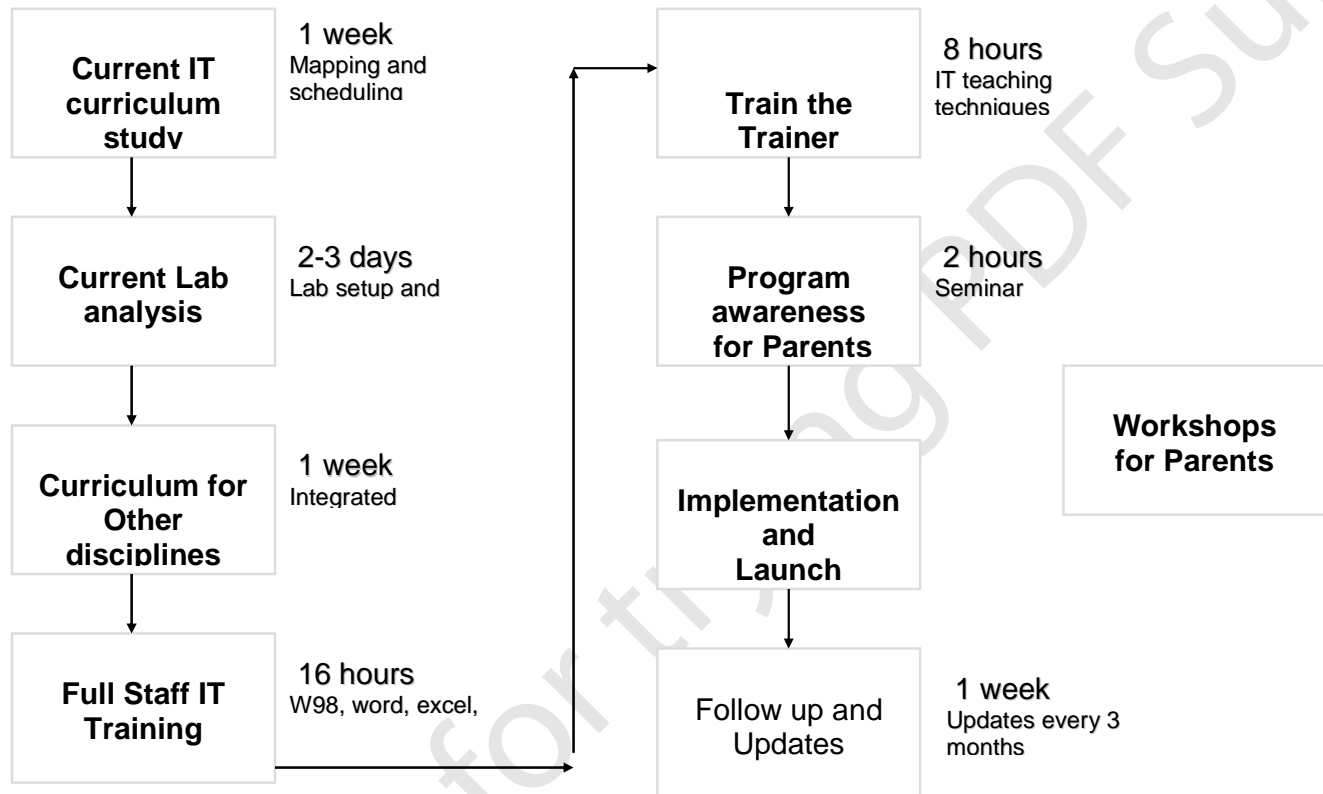 Current IT
curriculum
study
1 week
Mapping and
scheduling
Current Lab
analysis
2-3 days
Lab setup and
Curriculum for
Other
disciplines
1 week
Integrated
Full Staff IT
Training
16 hours
W98, word, excel,
Train the
Trainer
8 hours
IT teaching
techniques
Program
awareness
for Parents
2 hours
Seminar
Implementation
and
Launch
Follow up and
Updates
1 week
Updates every 3
months
Workshops
for Parents
for trying PDF